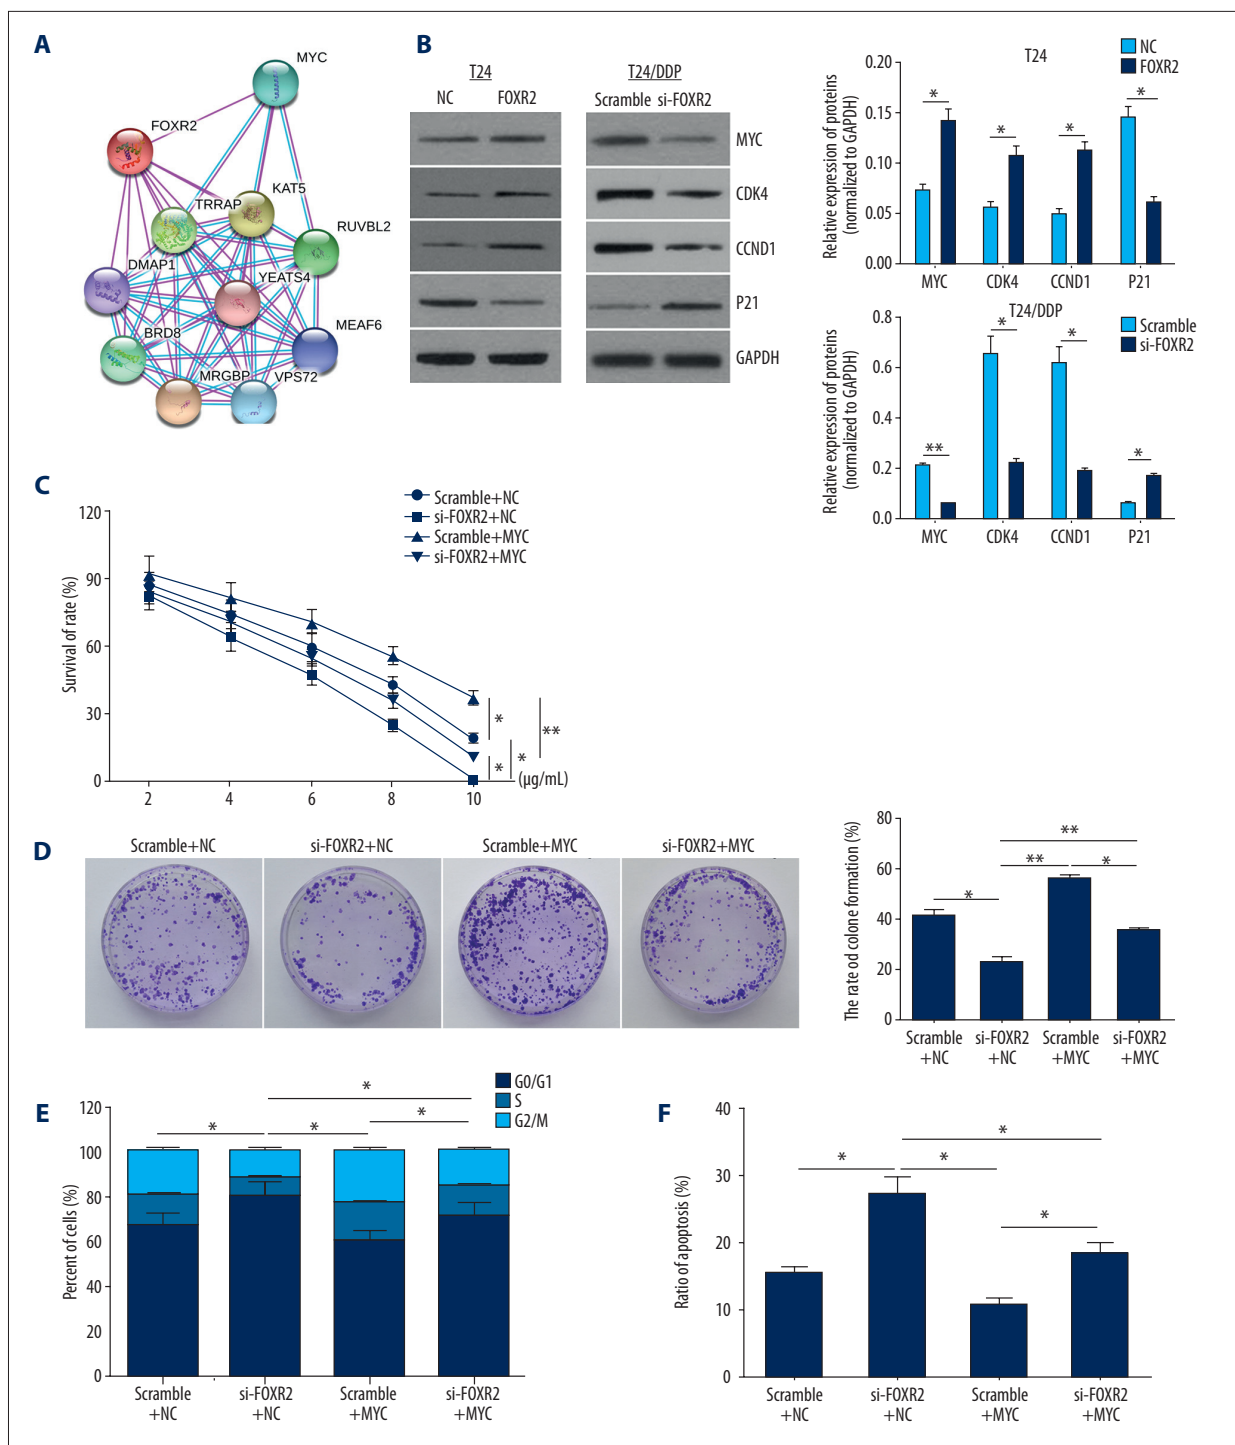 A
MYC
FOXR2
KAT5
TRRAP
RUVBL2
DMAP1
YEATS4
MEAF6
BRD8
MRGBP
VPS72
B
T24
T24/DDP
NC FOXR2
Scramble si-FOXR2
MYC
CDK4
CCND1
P21
GAPDH
T24
NC
FOXR2
Relative expression of proteins
(normalized to GAPDH)
0.20
0.15
0.10
0.05
0.00
* * * *
MYC CDK4 CCND1 P21
T24/DDP
Scramble
si-FOXR2
Relative expression of proteins
(normalized to GAPDH)
0.8
0.6
0.4
0.2
0.0
** * * *
MYC CDK4 CCND1 P21
C
Scramble+NC
si-FOXR2+NC
Scramble+MYC
si-FOXR2+MYC
Survival of rate (%)
120
90
60
30
0
2 4 6 8 10 (µg/mL)
* * * **
D
Scramble+NC si-FOXR2+NC Scramble+MYC si-FOXR2+MYC
The rate od colone formation (%)
80
60
40
20
0
**
** *
*
Scramble +NC
si-FOXR2 +NC
Scramble +MYC
si-FOXR2 +MYC
E
G0/G1
S
G2/M
Percent of cells (%)
120
100
80
60
40
20
0
*
*
* *
Scramble +NC
si-FOXR2 +NC
Scramble +MYC
si-FOXR2 +MYC
F
Ratio of apoptosis (%)
40
30
20
10
0
*
* *
*
Scramble +NC
si-FOXR2 +NC
Scramble +MYC
si-FOXR2 +MYC